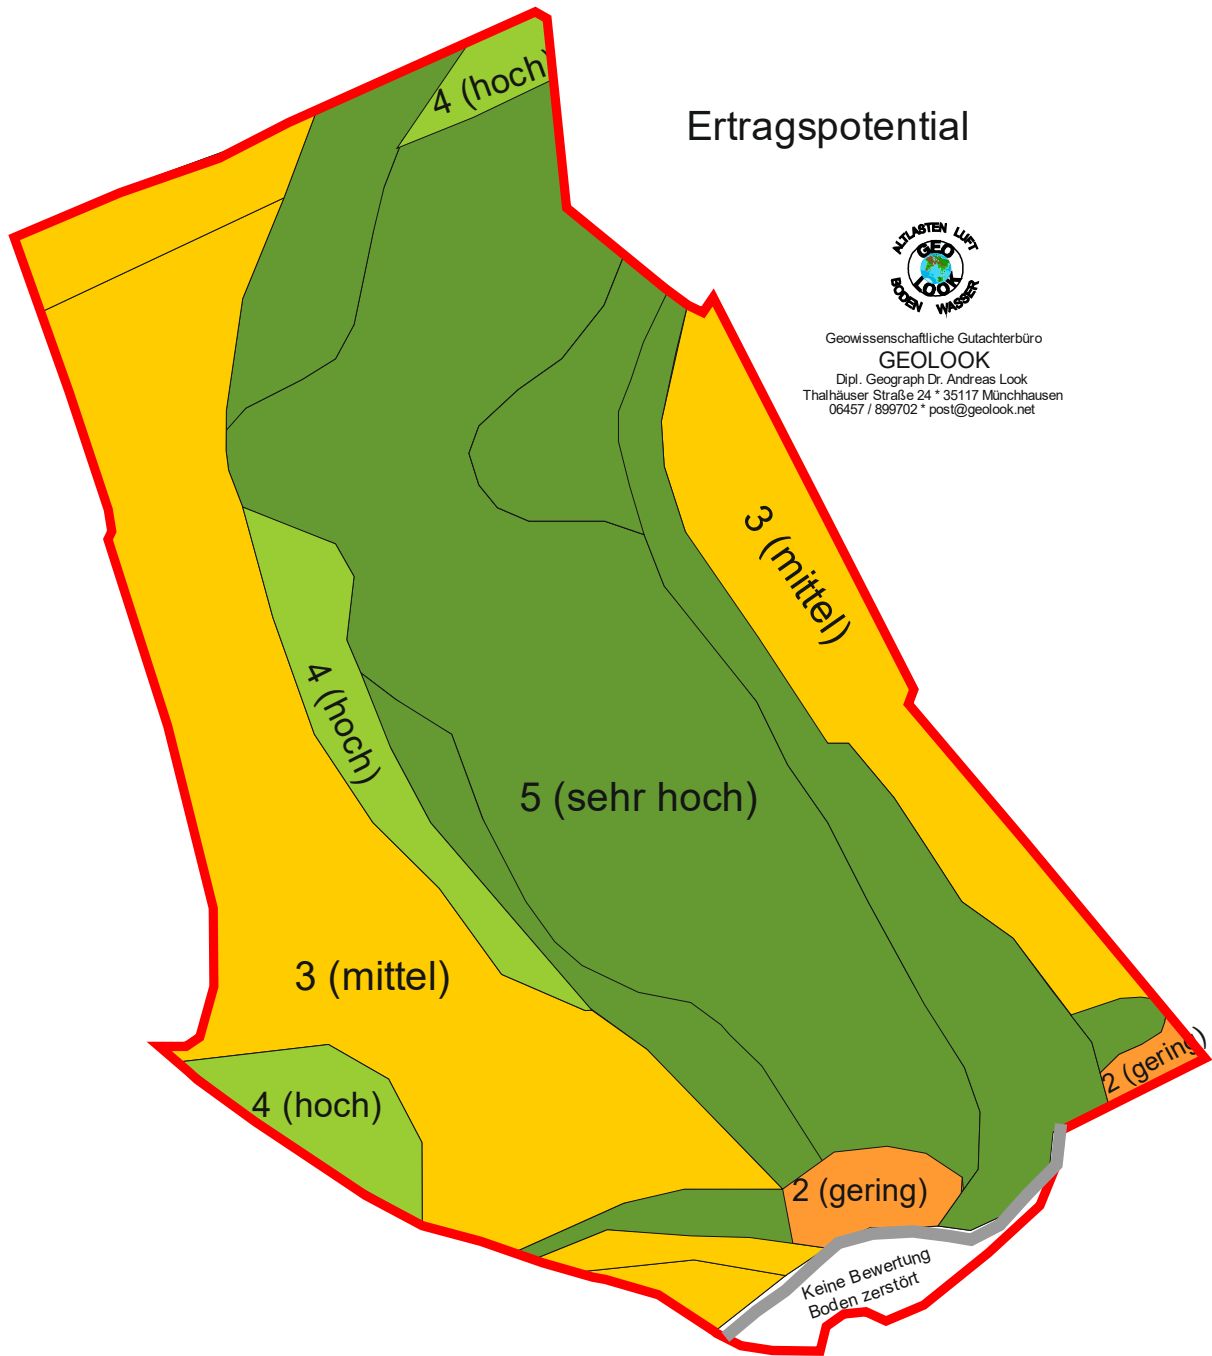 4 (hoch)
Ertragspotential
ALTLASTEN LUFT
GEO
LOOK
BODEN WASSER
Geowissenschaftliche Gutachterbüro
GEOLOOK
Dipl. Geograph Dr. Andreas Look
Thalhäuser Straße 24 * 35117 Münchhausen
06457 / 899702 * post@geolook.net
3 (mittel)
4 (hoch)
5 (sehr hoch)
3 (mittel)
2 (gering)
4 (hoch)
2 (gering)
Keine Bewertung
Boden zerstört